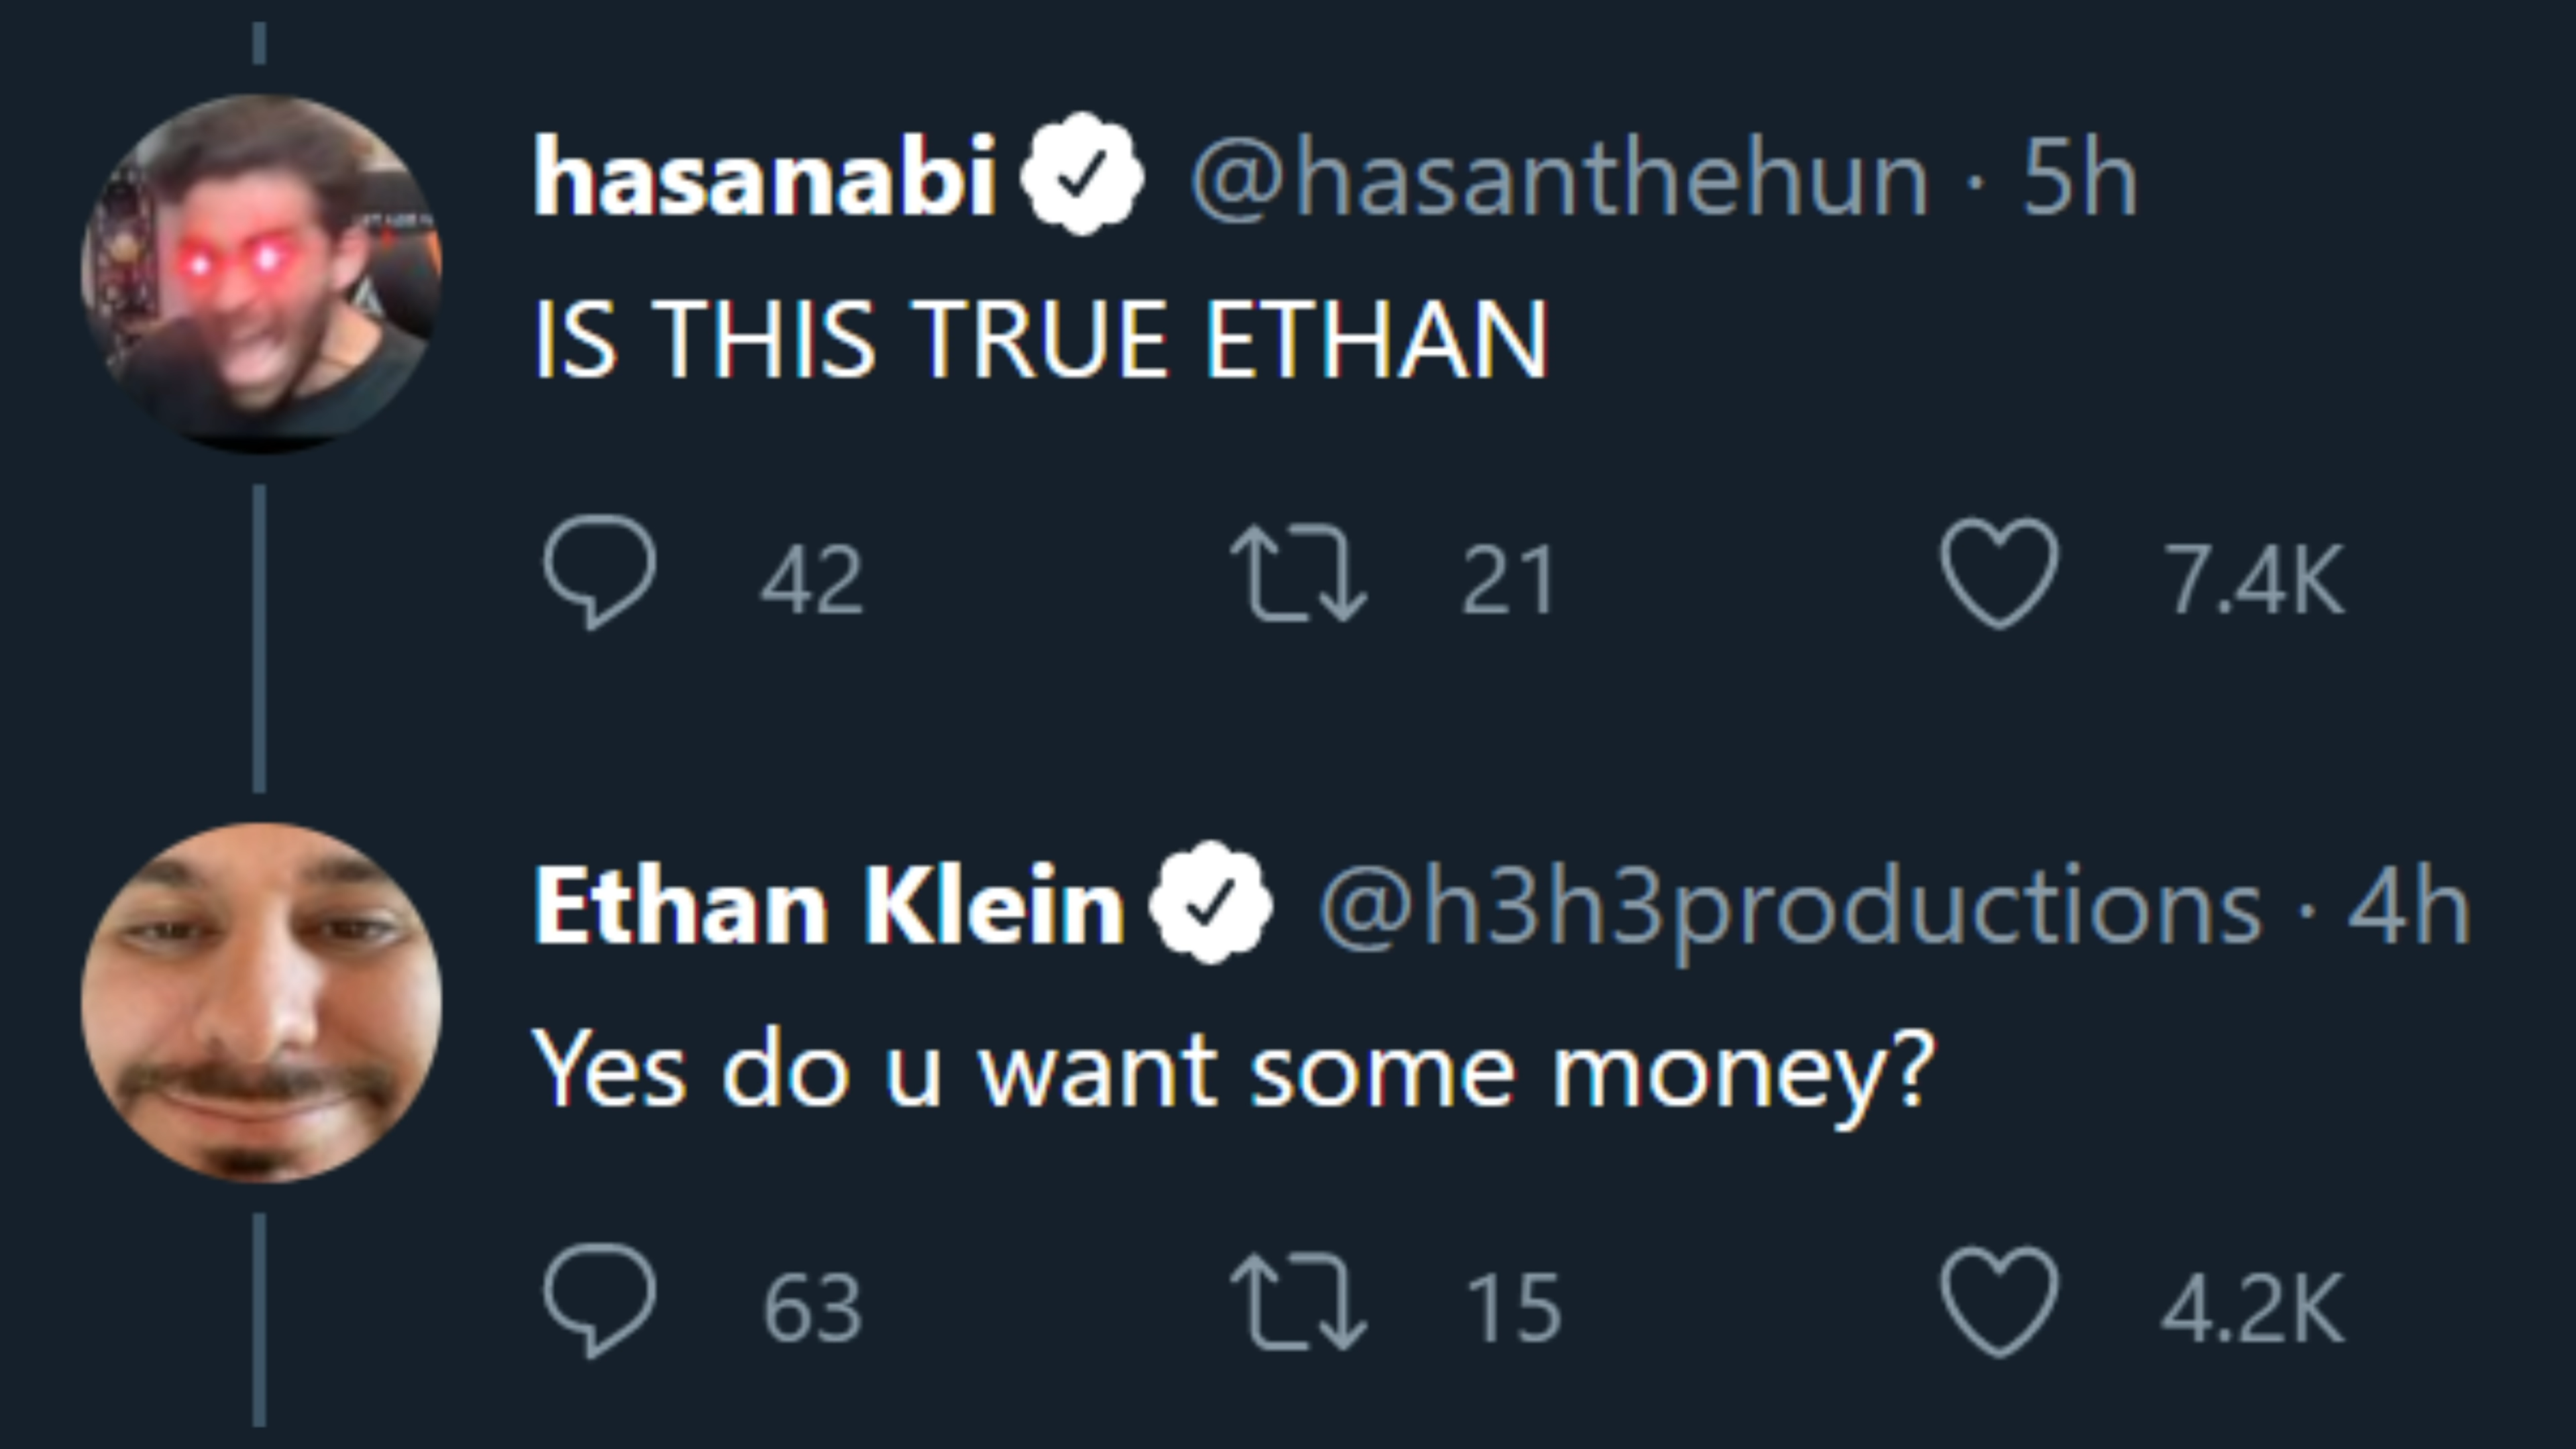 hasanabi @hasanthehun · 5h
IS THIS TRUE ETHAN
42 21 7.4K
Ethan Klein @h3h3productions · 4h
Yes do u want some money?
63 15 4.2K